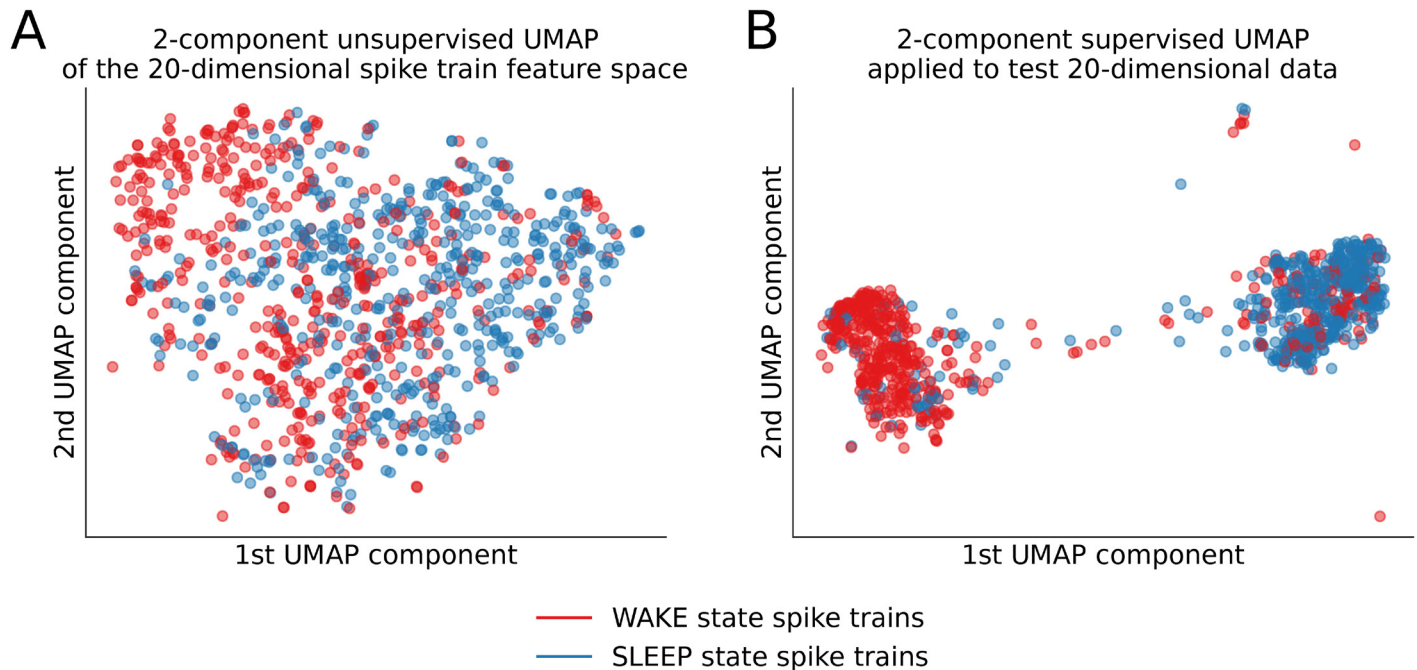 A
2-component unsupervised UMAP
of the 20-dimensional spike train feature space
2nd UMAP component
1st UMAP component
B
2-component supervised UMAP
applied to test 20-dimensional data
2nd UMAP component
1st UMAP component
WAKE state spike trains
SLEEP state spike trains